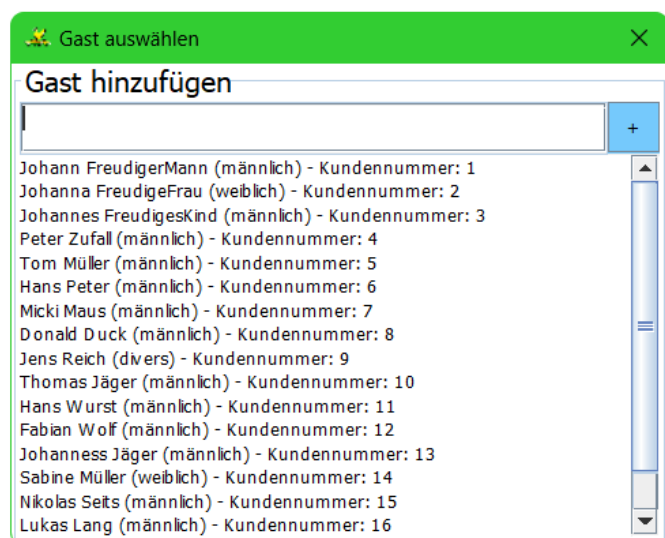 Gast auswählen
Gast hinzufügen
+
Johann FreudigerMann (männlich) - Kundennummer: 1
Johanna FreudigeFrau (weiblich) - Kundennummer: 2
Johannes FreudigesKind (männlich) - Kundennummer: 3
Peter Zufall (männlich) - Kundennummer: 4
Tom Müller (männlich) - Kundennummer: 5
Hans Peter (männlich) - Kundennummer: 6
Micki Maus (männlich) - Kundennummer: 7
Donald Duck (männlich) - Kundennummer: 8
Jens Reich (divers) - Kundennummer: 9
Thomas Jäger (männlich) - Kundennummer: 10
Hans Wurst (männlich) - Kundennummer: 11
Fabian Wolf (männlich) - Kundennummer: 12
Johanness Jäger (männlich) - Kundennummer: 13
Sabine Müller (weiblich) - Kundennummer: 14
Nikolas Seits (männlich) - Kundennummer: 15
Lukas Lang (männlich) - Kundennummer: 16